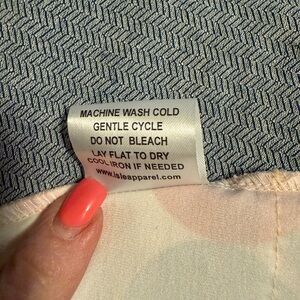 MACHINE WASH COLD
GENTLE CYCLE
DO NOT BLEACH
LAY FLAT TO DRY
COOL IRON IF NEEDED
www.isleapparel.com